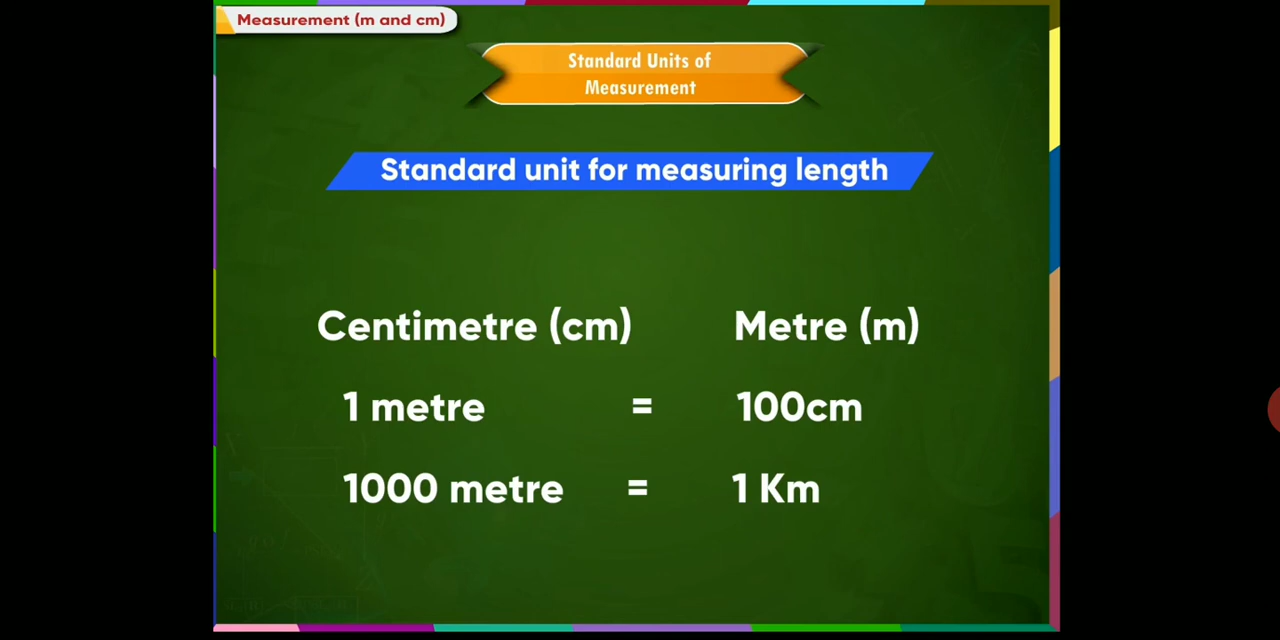 Measurement (m and cm)
Standard Units of
Measurement
Standard unit for measuring length
Centimetre (cm) Metre (m)
1 metre = 100cm
1000 metre = 1 Km